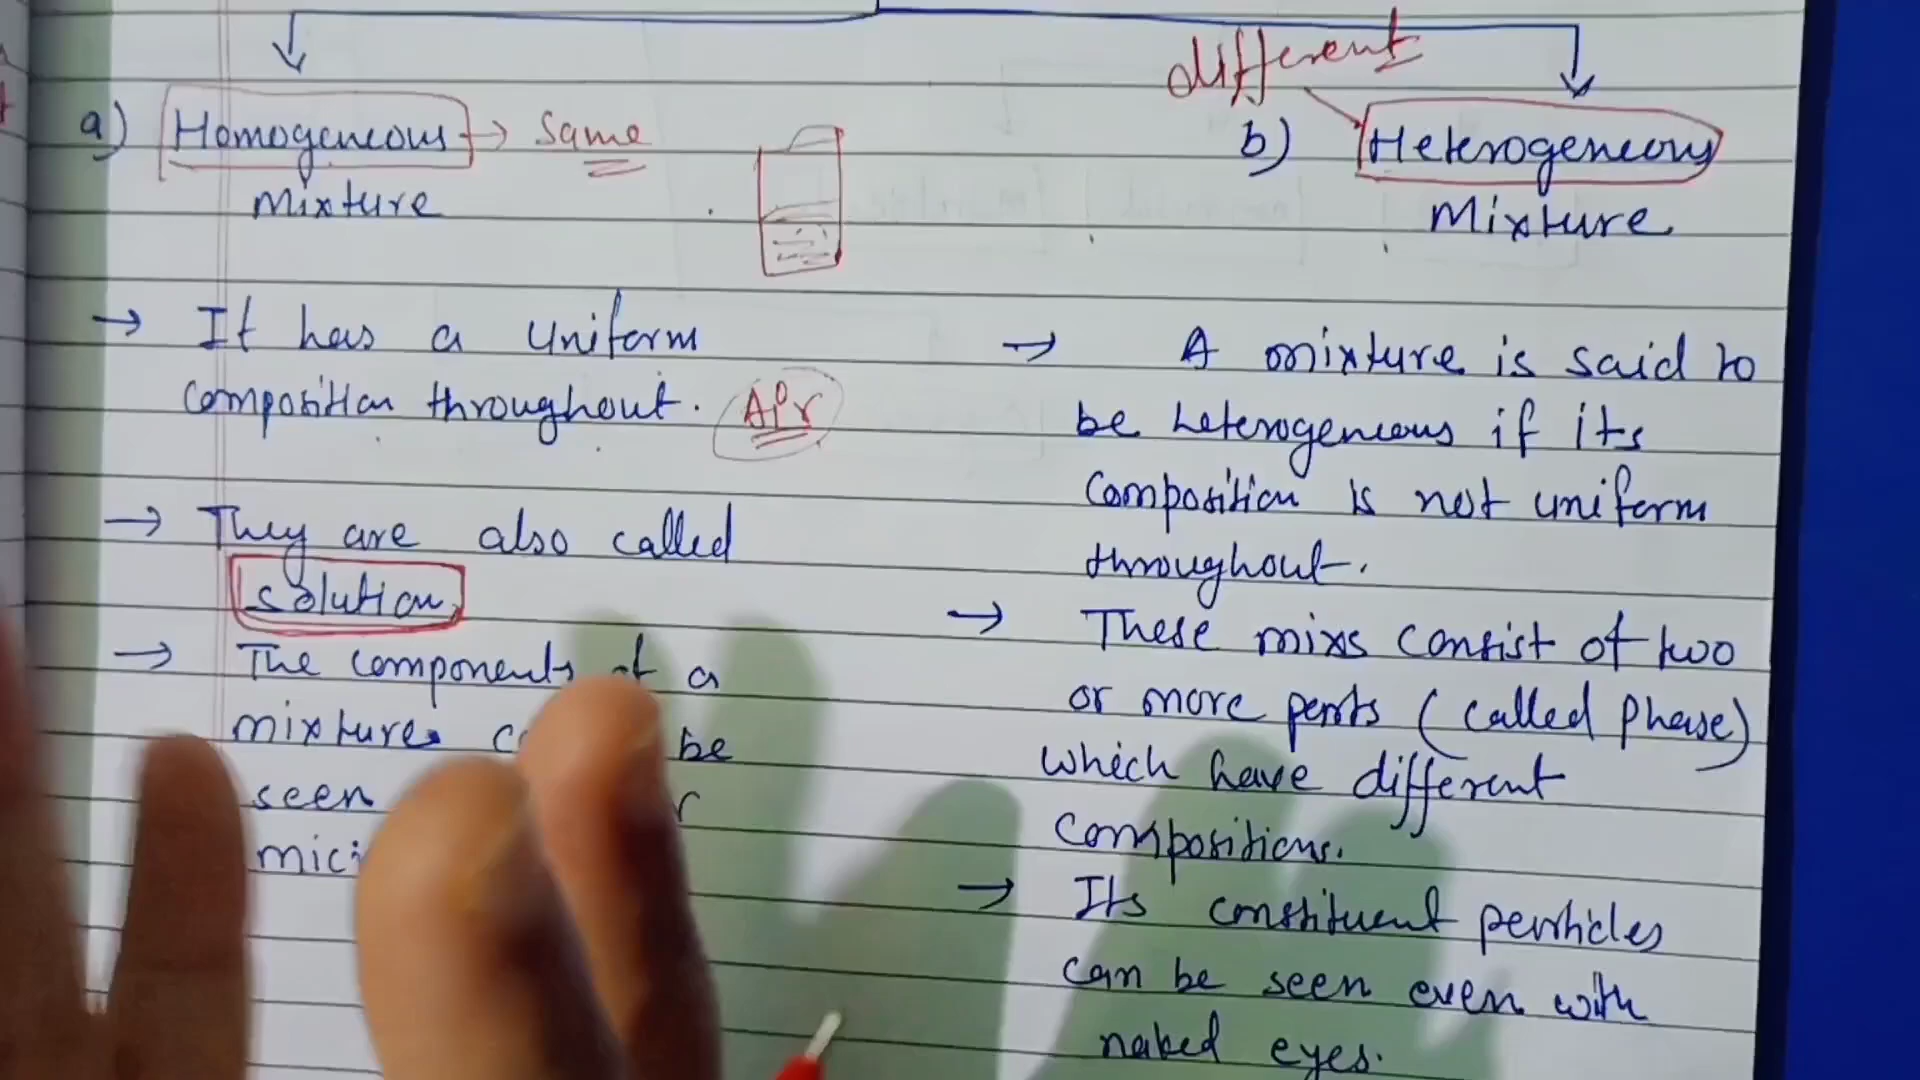 different
a) Homogeneous → same
mixture
b) Heterogeneous
Mixture
→ It has a uniform
composition throughout. Air
→ They are also called
solution.
→ The components of a
mixtures be
seen
→ A mixture is said to
be heterogeneous if its
composition is not uniform
throughout.
→ These mixs consist of two
or more parts (called phase)
which have different
compositions.
→ Its constituent particles
can be seen even with
naked eyes.